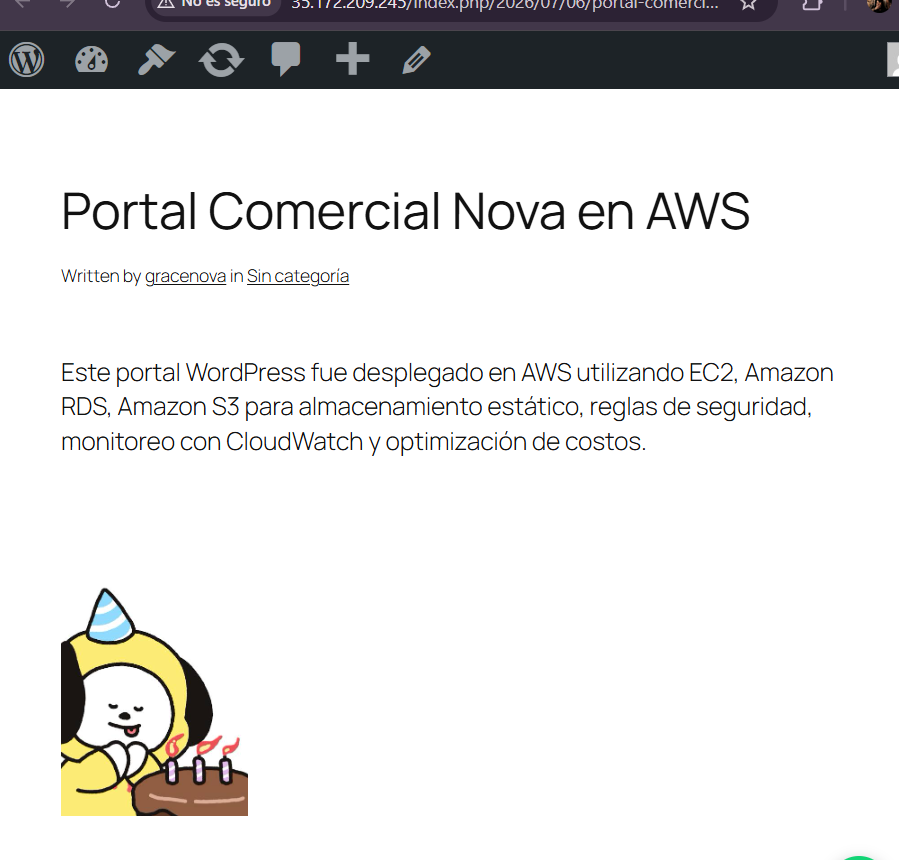 No es seguro 35.172.209.245/index.php/2026/07/06/portal-comerci...
Portal Comercial Nova en AWS
Written by gracenova in Sin categoría
Este portal WordPress fue desplegado en AWS utilizando EC2, Amazon
RDS, Amazon S3 para almacenamiento estático, reglas de seguridad,
monitoreo con CloudWatch y optimización de costos.